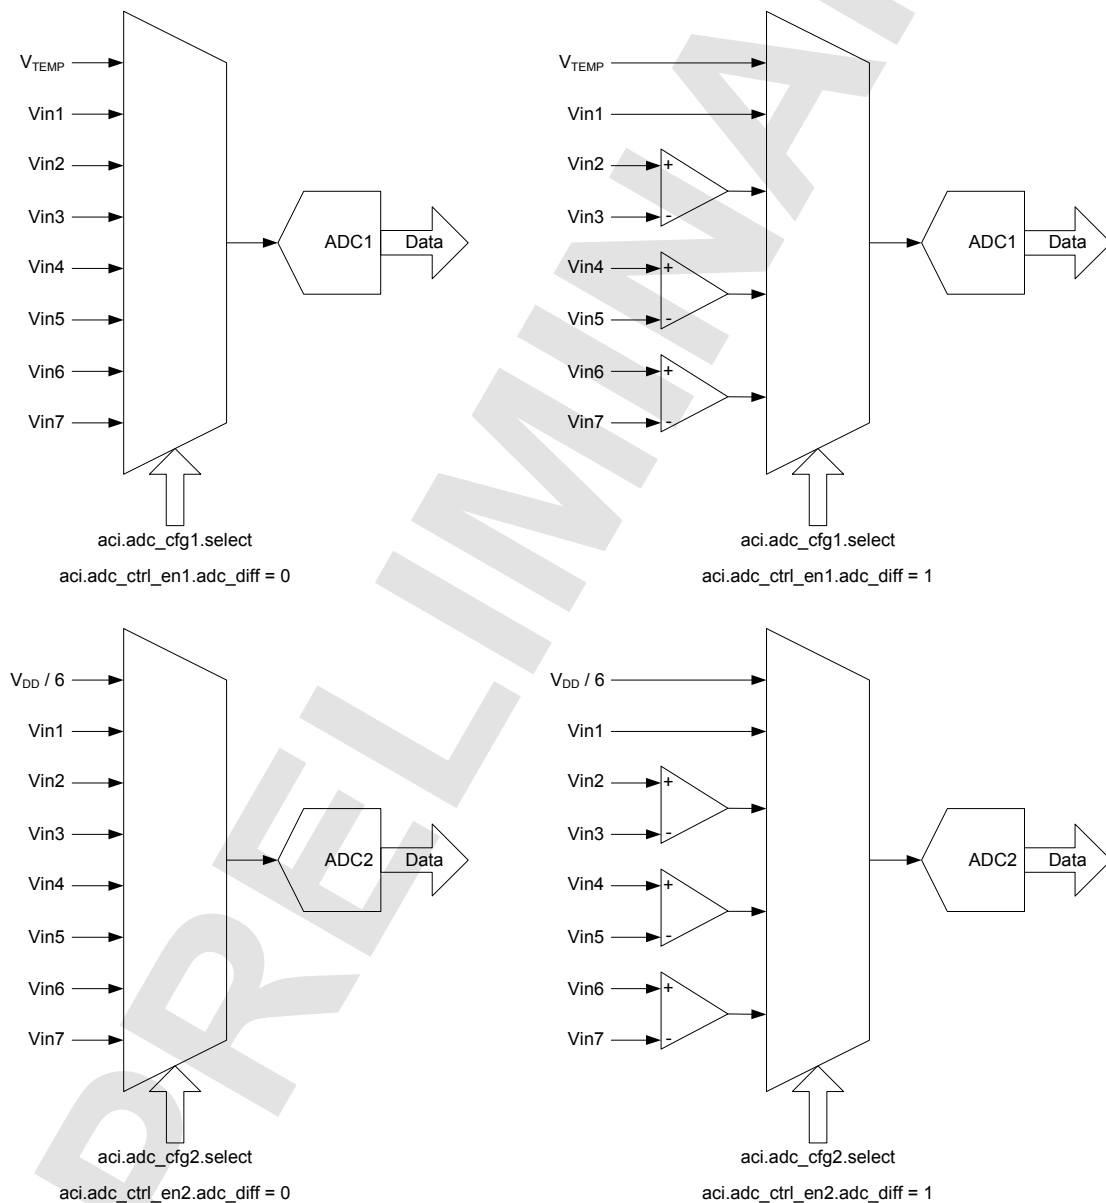 V_TEMP
Vin1
Vin2
Vin3
Vin4
Vin5
Vin6
Vin7
ADC1
Data
aci.adc_cfg1.select
aci.adc_ctrl_en1.adc_diff = 0
V_TEMP
Vin1
Vin2
+
Vin3
-
Vin4
+
Vin5
-
Vin6
+
Vin7
-
ADC1
Data
aci.adc_cfg1.select
aci.adc_ctrl_en1.adc_diff = 1
V_DD / 6
Vin1
Vin2
Vin3
Vin4
Vin5
Vin6
Vin7
ADC2
Data
aci.adc_cfg2.select
aci.adc_ctrl_en2.adc_diff = 0
V_DD / 6
Vin1
Vin2
+
Vin3
-
Vin4
+
Vin5
-
Vin6
+
Vin7
-
ADC2
Data
aci.adc_cfg2.select
aci.adc_ctrl_en2.adc_diff = 1